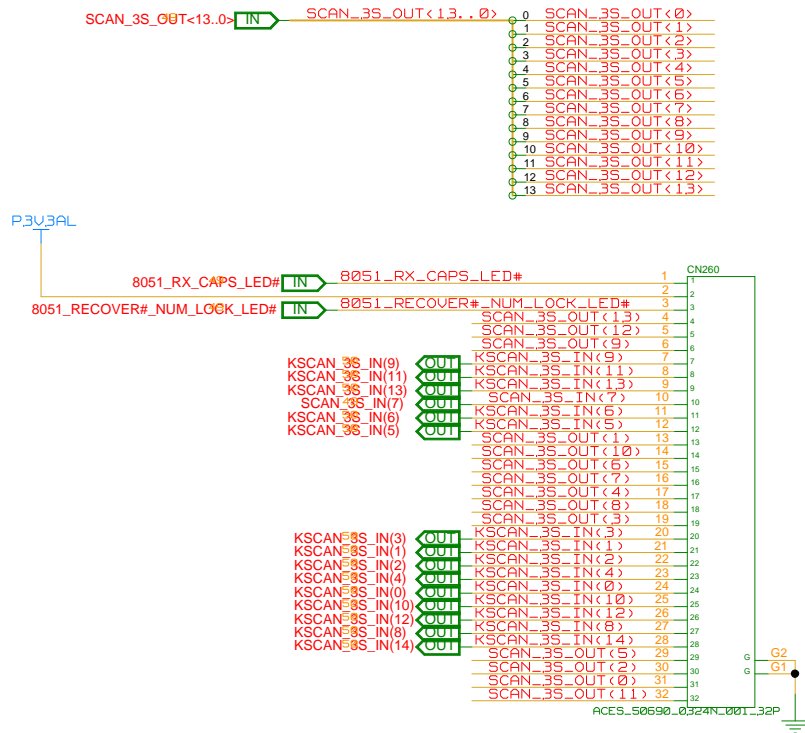 SCAN_3S_OUT<13..0> IN SCAN_3S_OUT<13..0>
0 SCAN_3S_OUT<0>
1 SCAN_3S_OUT<1>
2 SCAN_3S_OUT<2>
3 SCAN_3S_OUT<3>
4 SCAN_3S_OUT<4>
5 SCAN_3S_OUT<5>
6 SCAN_3S_OUT<6>
7 SCAN_3S_OUT<7>
8 SCAN_3S_OUT<8>
9 SCAN_3S_OUT<9>
10 SCAN_3S_OUT<10>
11 SCAN_3S_OUT<11>
12 SCAN_3S_OUT<12>
13 SCAN_3S_OUT<13>
P3V3AL
CN260
8051_RX_CAPS_LED# IN 8051_RX_CAPS_LED# 1 1
2 2
8051_RECOVER#_NUM_LOCK_LED# IN 8051_RECOVER#_NUM_LOCK_LED# 3 3
SCAN_3S_OUT(13) 4 4
SCAN_3S_OUT(12) 5 5
SCAN_3S_OUT(9) 6 6
KSCAN_3S_IN(9) OUT KSCAN_3S_IN(9) 7 7
KSCAN_3S_IN(11) OUT KSCAN_3S_IN(11) 8 8
KSCAN_3S_IN(13) OUT KSCAN_3S_IN(13) 9 9
SCAN_3S_IN(7) OUT SCAN_3S_IN(7) 10 10
KSCAN_3S_IN(6) OUT KSCAN_3S_IN(6) 11 11
KSCAN_3S_IN(5) OUT KSCAN_3S_IN(5) 12 12
SCAN_3S_OUT(1) 13 13
SCAN_3S_OUT(10) 14 14
SCAN_3S_OUT(6) 15 15
SCAN_3S_OUT(7) 16 16
SCAN_3S_OUT(4) 17 17
SCAN_3S_OUT(8) 18 18
SCAN_3S_OUT(3) 19 19
KSCAN_3S_IN(3) OUT KSCAN_3S_IN(3) 20 20
KSCAN_3S_IN(1) OUT KSCAN_3S_IN(1) 21 21
KSCAN_3S_IN(2) OUT KSCAN_3S_IN(2) 22 22
KSCAN_3S_IN(4) OUT KSCAN_3S_IN(4) 23 23
KSCAN_3S_IN(0) OUT KSCAN_3S_IN(0) 24 24
KSCAN_3S_IN(10) OUT KSCAN_3S_IN(10) 25 25
KSCAN_3S_IN(12) OUT KSCAN_3S_IN(12) 26 26
KSCAN_3S_IN(8) OUT KSCAN_3S_IN(8) 27 27
KSCAN_3S_IN(14) OUT KSCAN_3S_IN(14) 28 28
SCAN_3S_OUT(5) 29 29 G G2
SCAN_3S_OUT(2) 30 30 G G1
SCAN_3S_OUT(0) 31 31
SCAN_3S_OUT(11) 32 32
ACES_50690_0324N_001_32P